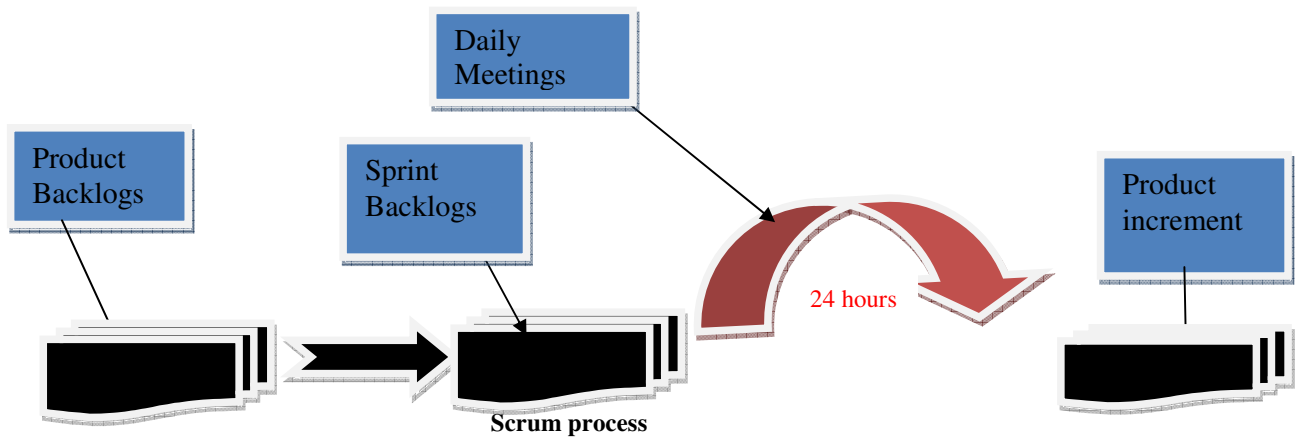 Daily
Meetings
Product
Backlogs
Sprint
Backlogs
Product
increment
24 hours
Scrum process